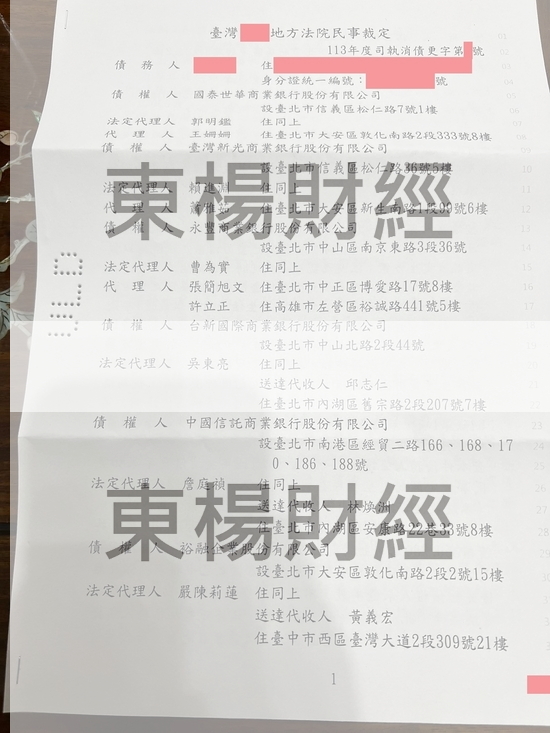 臺灣 地方法院民事裁定
113年度司執消債更字第 號
債務人 住
身分證統一編號: 號
債權人 國泰世華商業銀行股份有限公司
設臺北市信義區松仁路7號1樓
法定代理人 郭明鑑 住同上
代理人 王姍姍 住臺北市大安區敦化南路2段333號8樓
債權人 臺灣新光商業銀行股份有限公司
設臺北市信義區松仁路36號5樓
法定代理人 賴進淵 住同上
代理人 蕭雅茹 住臺北市大安區新生南路1段99號6樓
債權人 永豐商業銀行股份有限公司
設臺北市中山區南京東路3段36號
法定代理人 曹為實 住同上
代理人 張簡旭文 住臺北市中正區博愛路17號8樓
許立正 住高雄市左營區裕誠路441號5樓
債權人 台新國際商業銀行股份有限公司
設臺北市中山北路2段44號
法定代理人 吳東亮 住同上
送達代收人 邱志仁
住臺北市內湖區舊宗路2段207號7樓
債權人 中國信託商業銀行股份有限公司
設臺北市南港區經貿二路166、168、17
0、186、188號
法定代理人 詹庭禎 住同上
送達代收人 林煥洲
住臺北市內湖區安康路22巷33號8樓
債權人 裕融企業股份有限公司
設臺北市大安區敦化南路2段2號15樓
法定代理人 嚴陳莉蓮 住同上
送達代收人 黃義宏
住臺中市西區臺灣大道2段309號21樓
1
東楊財經
東楊財經